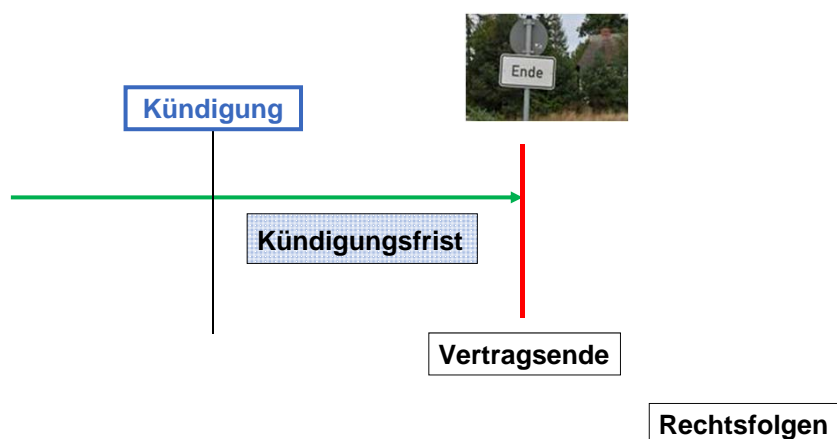 Ende
Kündigung
Kündigungsfrist
Vertragsende
Rechtsfolgen